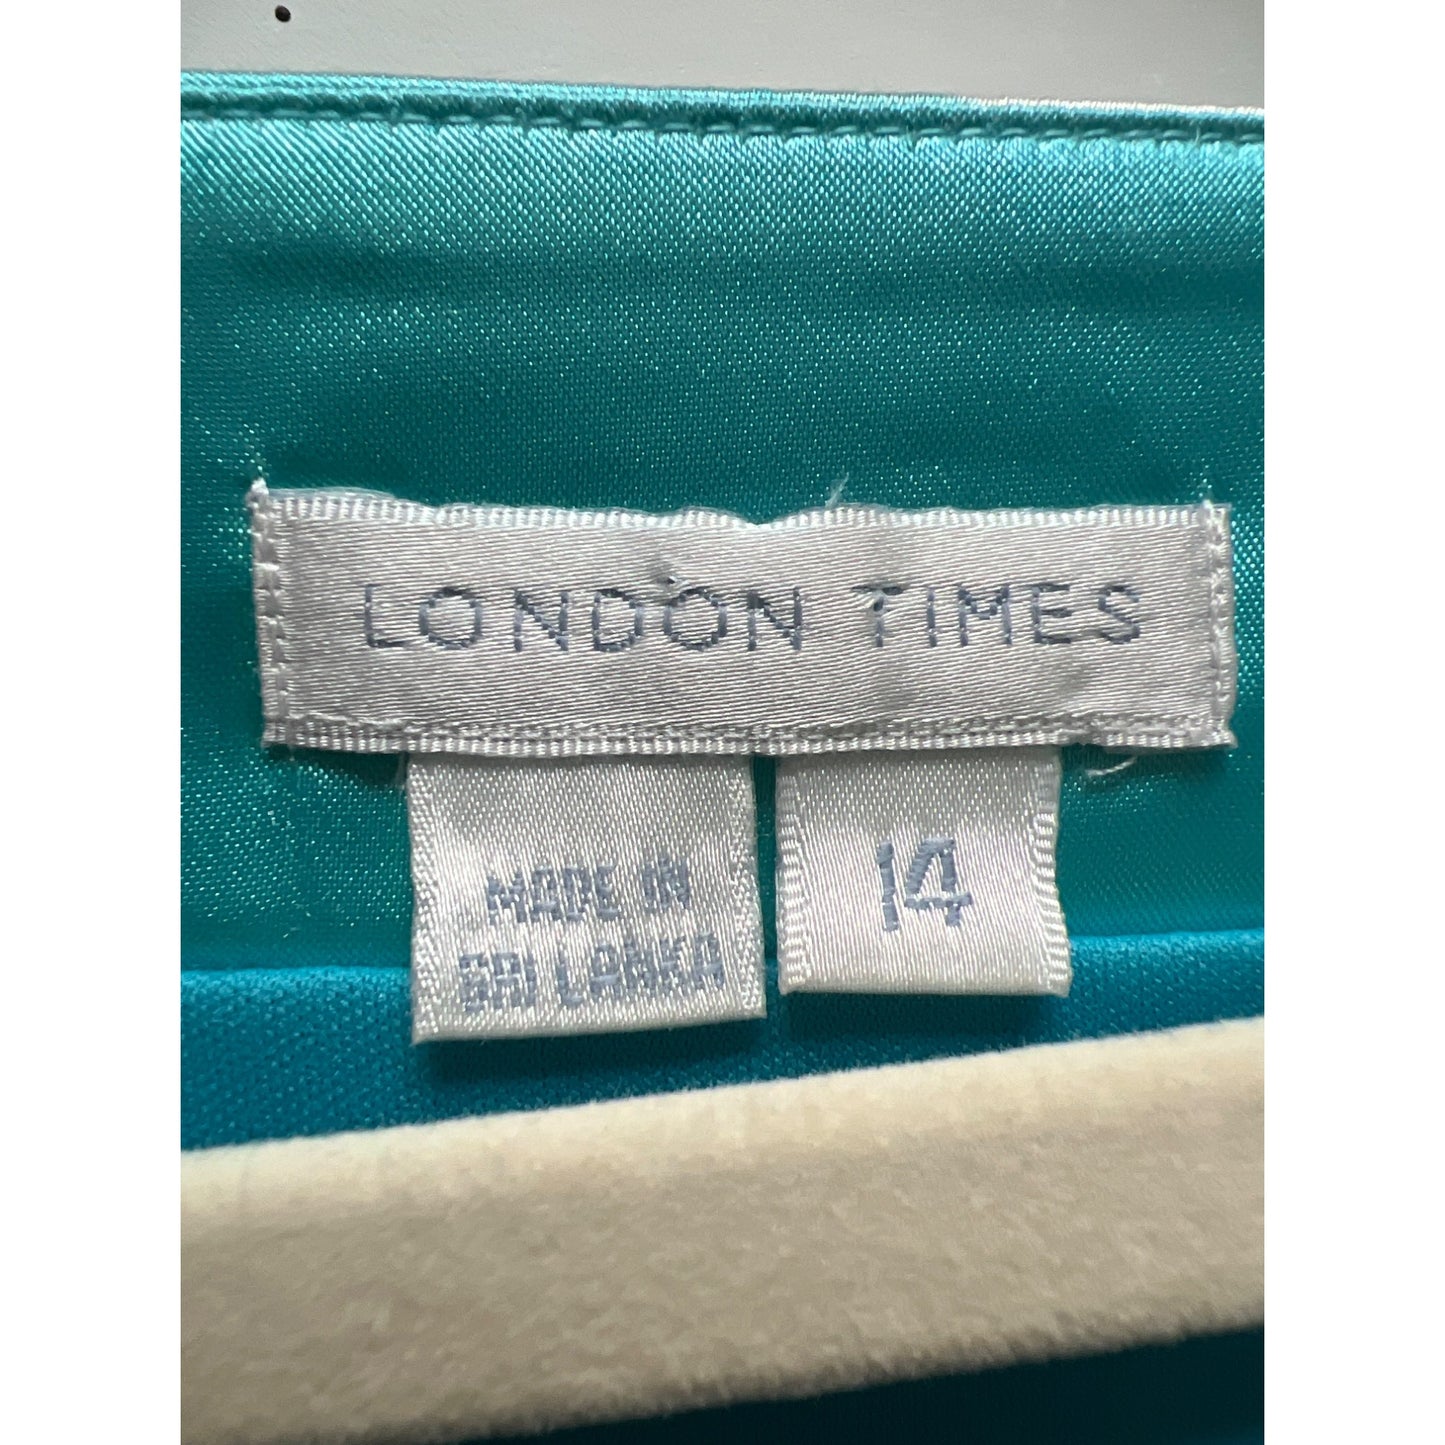 LONDON TIMES
MADE IN
SRI LANKA
14